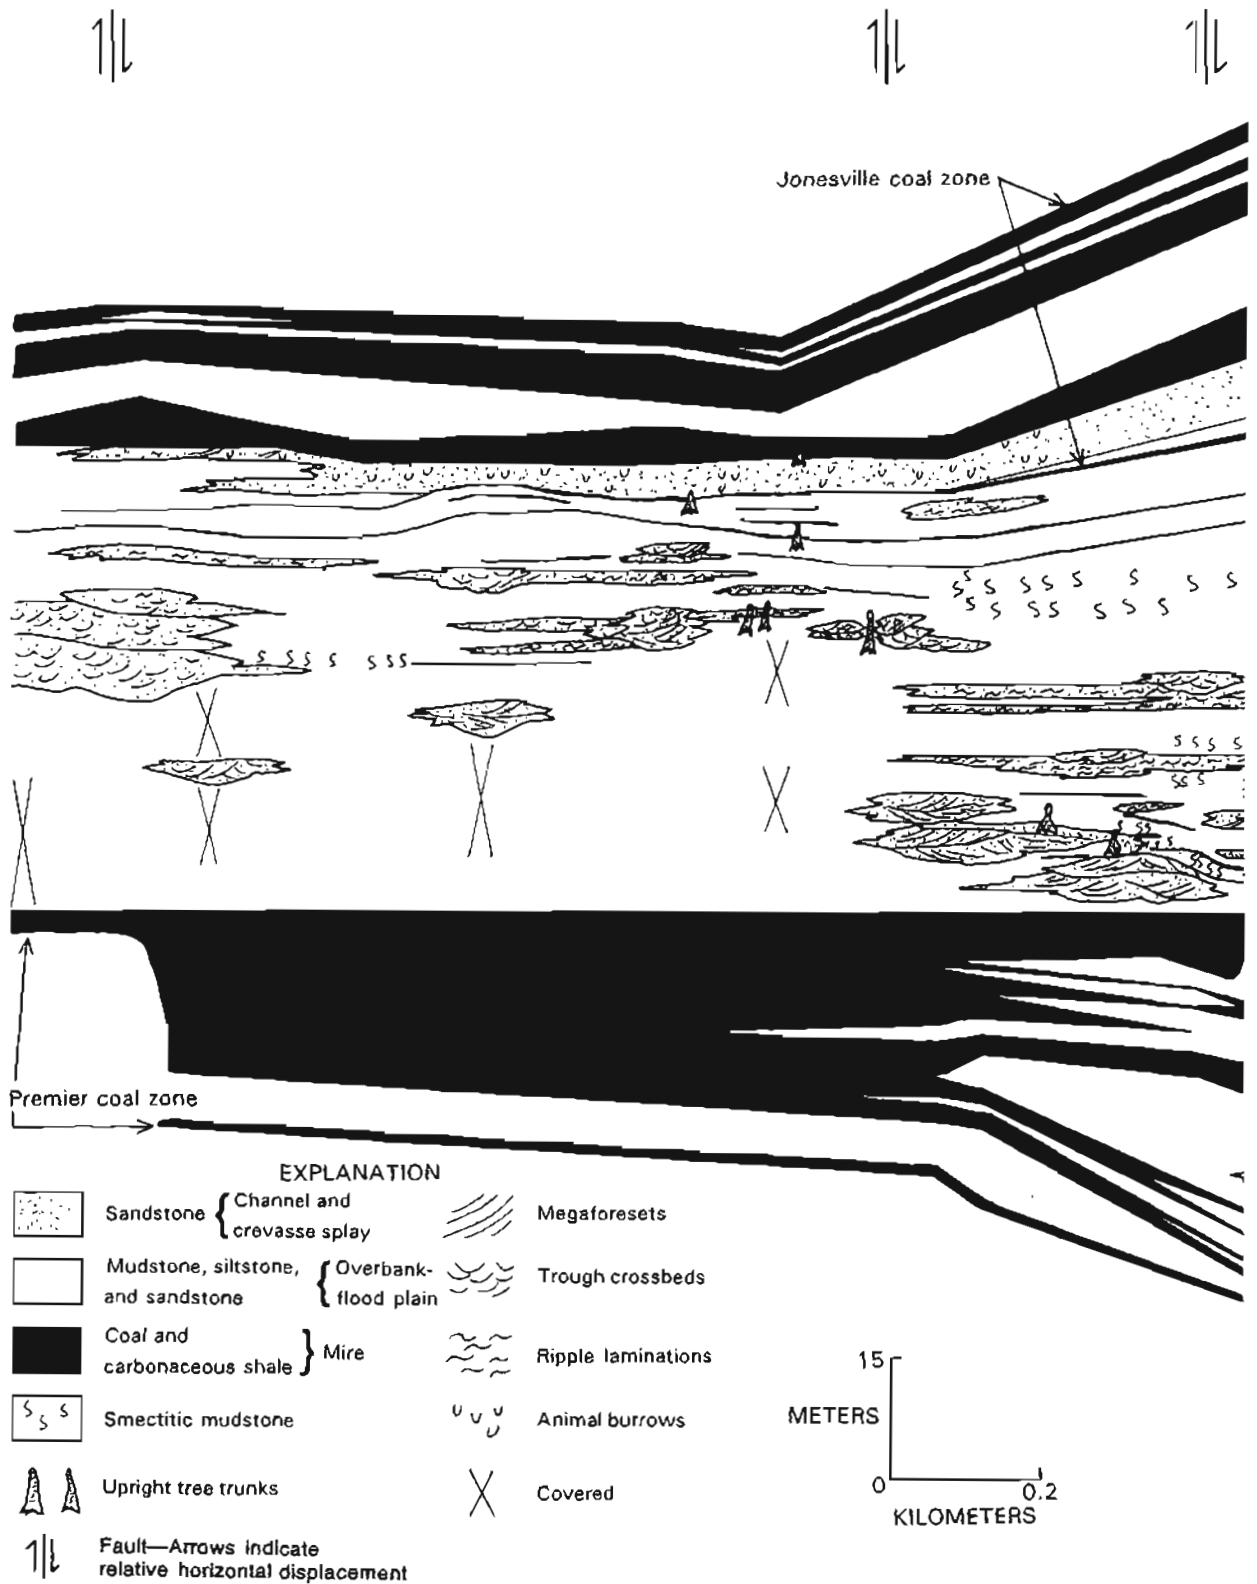 Jonesville coal zone
Premier coal zone
EXPLANATION
Sandstone { Channel and
crevasse splay
Mudstone, siltstone,
and sandstone { Overbank-
flood plain
Coal and
carbonaceous shale } Mire
Smectitic mudstone
Upright tree trunks
Fault—Arrows indicate
relative horizontal displacement
Megaforesets
Trough crossbeds
Ripple laminations
Animal burrows
Covered
15
METERS
0
0.2
KILOMETERS